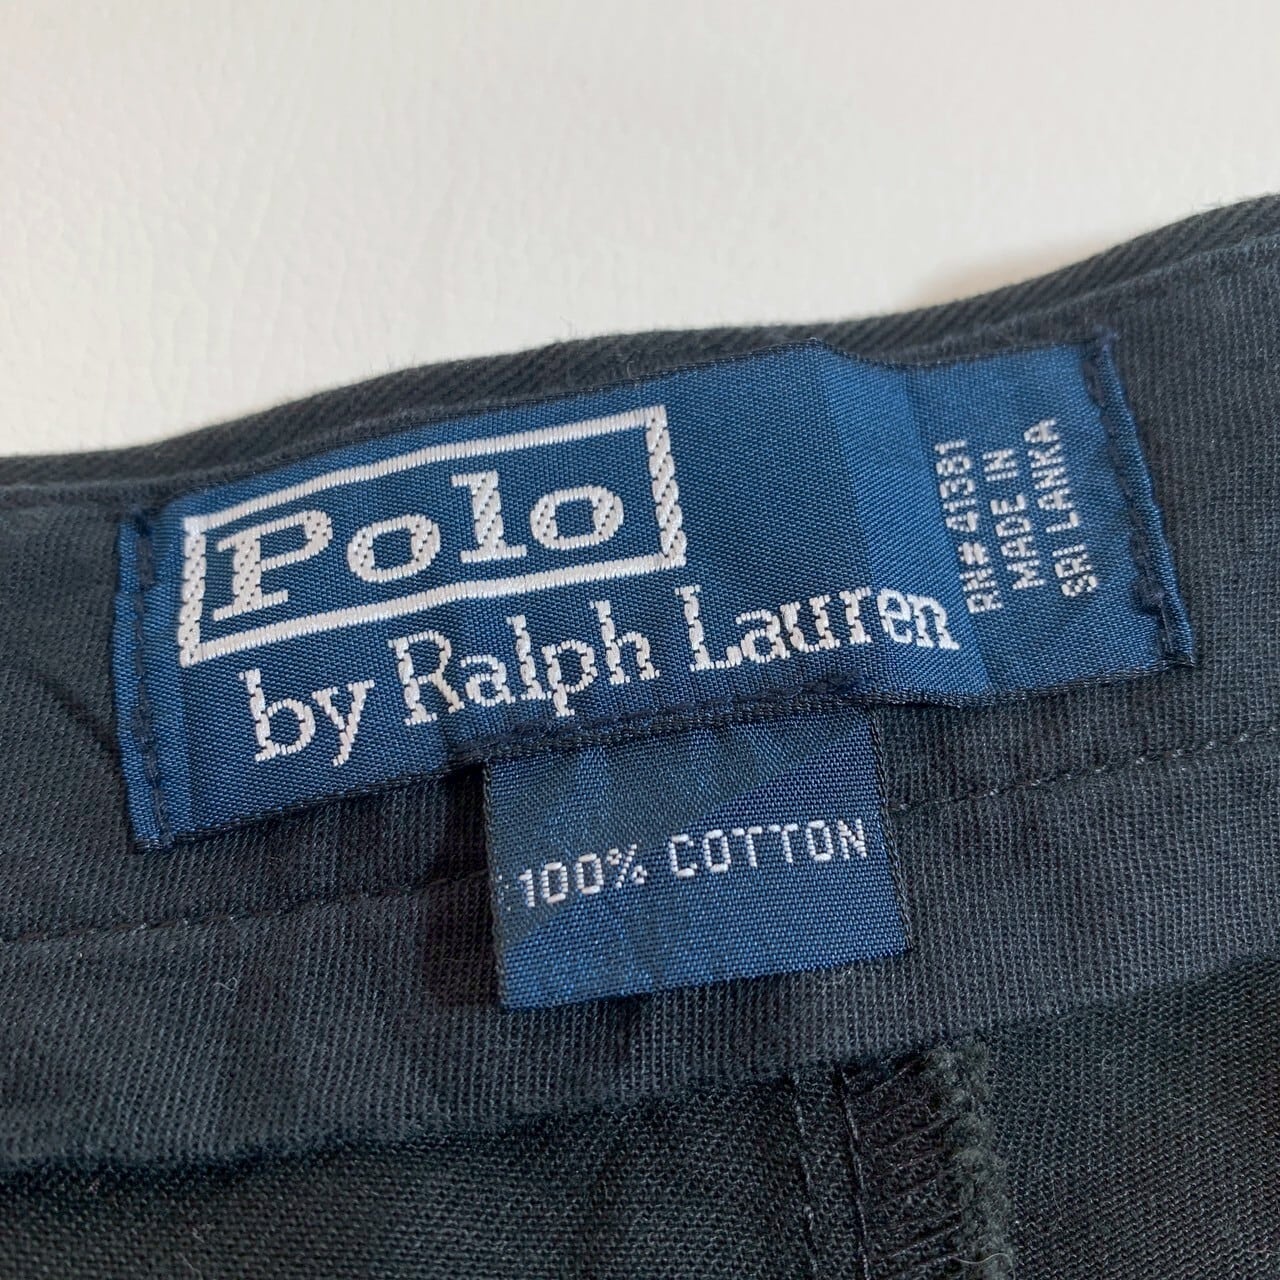 Polo
by Ralph Lauren
RN# 41381
MADE IN
SRI LANKA
100% COTTON